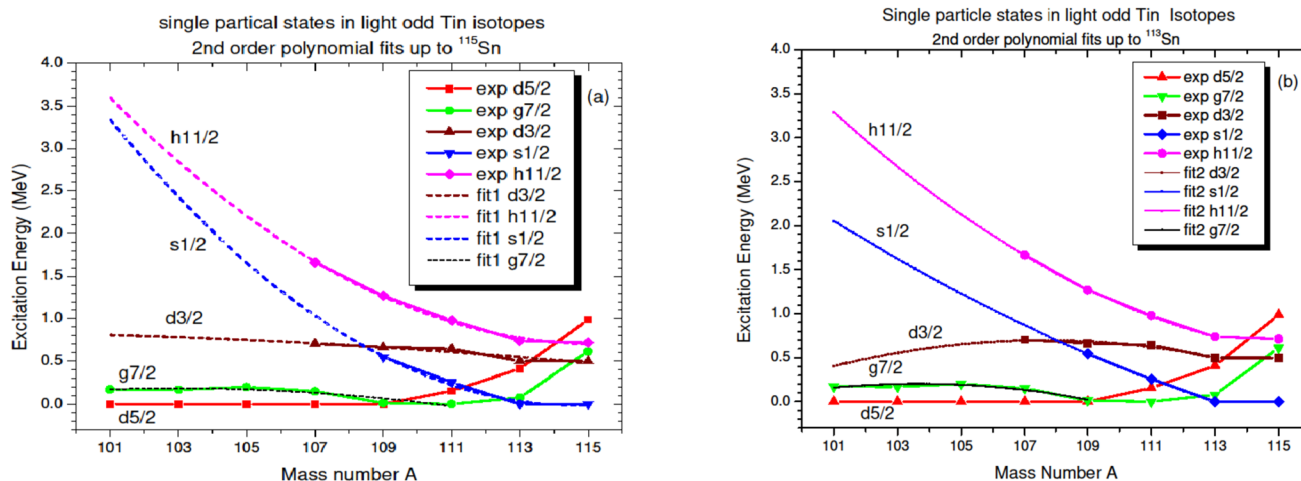 single partical states in light odd Tin isotopes
2nd order polynomial fits up to ¹¹⁵Sn
4.0
3.5
3.0
2.5
2.0
1.5
1.0
0.5
0.0
Excitation Energy (MeV)
exp d5/2
exp g7/2
exp d3/2
exp s1/2
exp h11/2
fit1 d3/2
fit1 h11/2
fit1 s1/2
fit1 g7/2
(a)
h11/2
s1/2
d3/2
g7/2
d5/2
101 103 105 107 109 111 113 115
Mass number A
Single particle states in light odd Tin Isotopes
2nd order polynomial fits up to ¹¹³Sn
4.0
3.5
3.0
2.5
2.0
1.5
1.0
0.5
0.0
Excitation Energy (MeV)
exp d5/2
exp g7/2
exp d3/2
exp s1/2
exp h11/2
fit2 d3/2
fit2 s1/2
fit2 h11/2
fit2 g7/2
(b)
h11/2
s1/2
d3/2
g7/2
d5/2
101 103 105 107 109 111 113 115
Mass number A